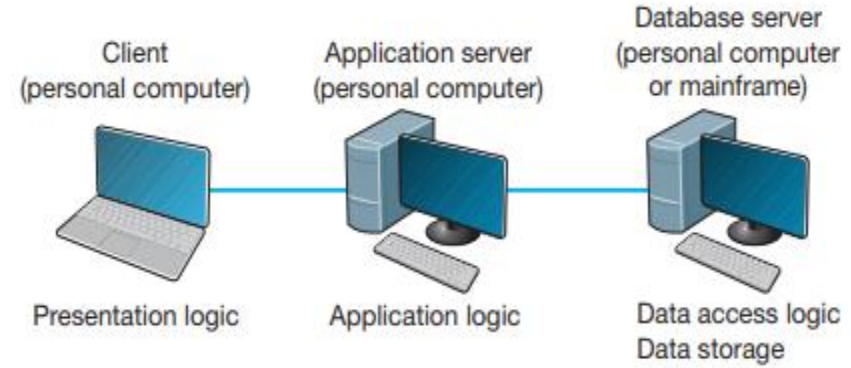 Client
(personal computer)
Application server
(personal computer)
Database server
(personal computer
or mainframe)
Presentation logic
Application logic
Data access logic
Data storage